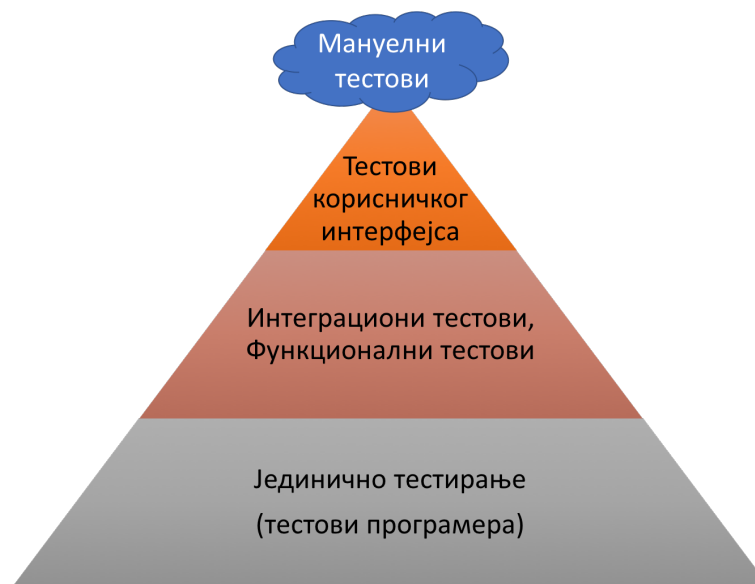 Мануелни
тестови
Тестови
корисничког
интерфејса
Интеграциони тестови,
Функционални тестови
Јединично тестирање
(тестови програмера)